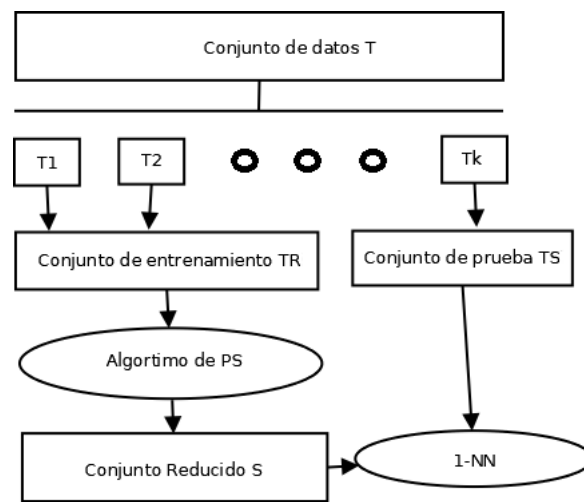 Conjunto de datos T
T1
T2
Tk
Conjunto de entrenamiento TR
Conjunto de prueba TS
Algortimo de PS
Conjunto Reducido S
1-NN